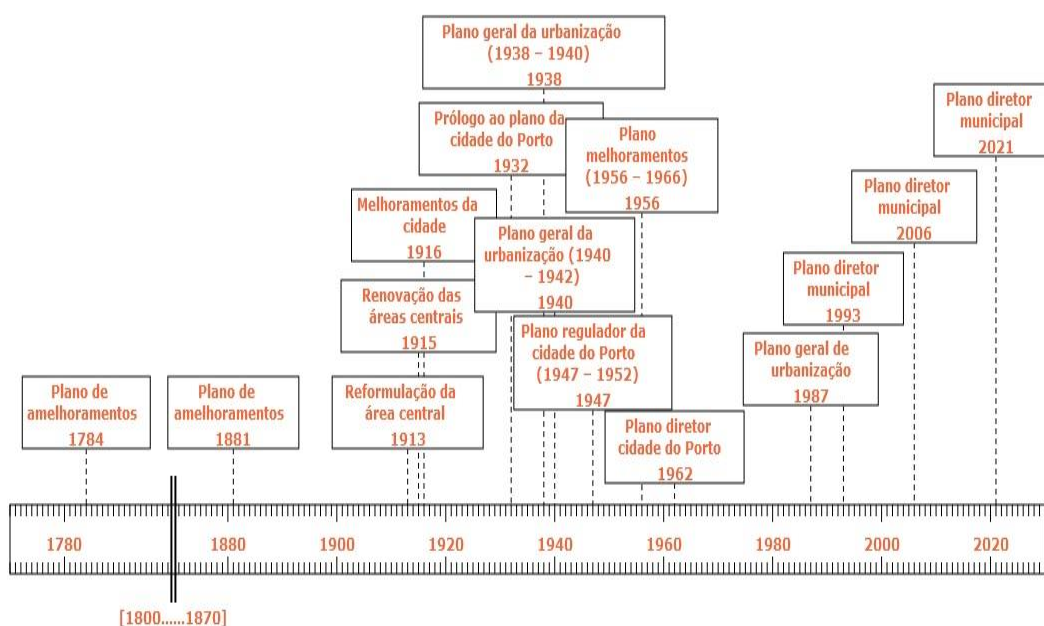 Plano geral da urbanização
(1938 – 1940)
1938
Prólogo ao plano da
cidade do Porto
1932
Plano
melhoramentos
(1956 – 1966)
1956
Plano diretor
municipal
2021
Melhoramentos da
cidade
1916
Plano geral da
urbanização (1940
– 1942)
1940
Plano diretor
municipal
2006
Renovação das
áreas centrais
1915
Plano regulador da
cidade do Porto
(1947 – 1952)
1947
Plano diretor
municipal
1993
Plano geral de
urbanização
1987
Plano de
amelhoramentos
1784
Plano de
amelhoramentos
1881
Reformulação da
área central
1913
Plano diretor
cidade do Porto
1962
1780
1880
1900
1920
1940
1960
1980
2000
2020
[1800......1870]